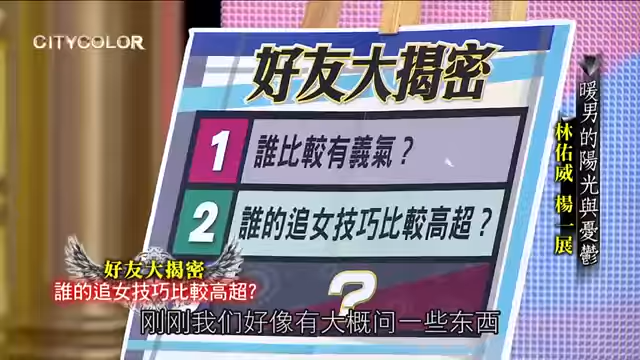 CITYCOLOR
好友大揭密
1 誰比較有義氣？
2 誰的追女技巧比較高超？
?
暖男的陽光與憂鬱
林佑威 楊一展
好友大揭密
誰的追女技巧比較高超?
刚刚我们好像有大概问一些东西